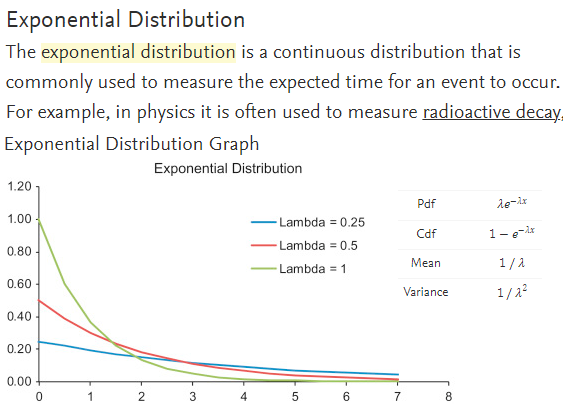 Exponential Distribution
The exponential distribution is a continuous distribution that is
commonly used to measure the expected time for an event to occur.
For example, in physics it is often used to measure radioactive decay,
Exponential Distribution Graph
Exponential Distribution
1.20
1.00
0.80
0.60
0.40
0.20
0.00
0 1 2 3 4 5 6 7 8
Lambda = 0.25
Lambda = 0.5
Lambda = 1
Pdf λe^−λx
Cdf 1 − e^−λx
Mean 1 / λ
Variance 1 / λ²